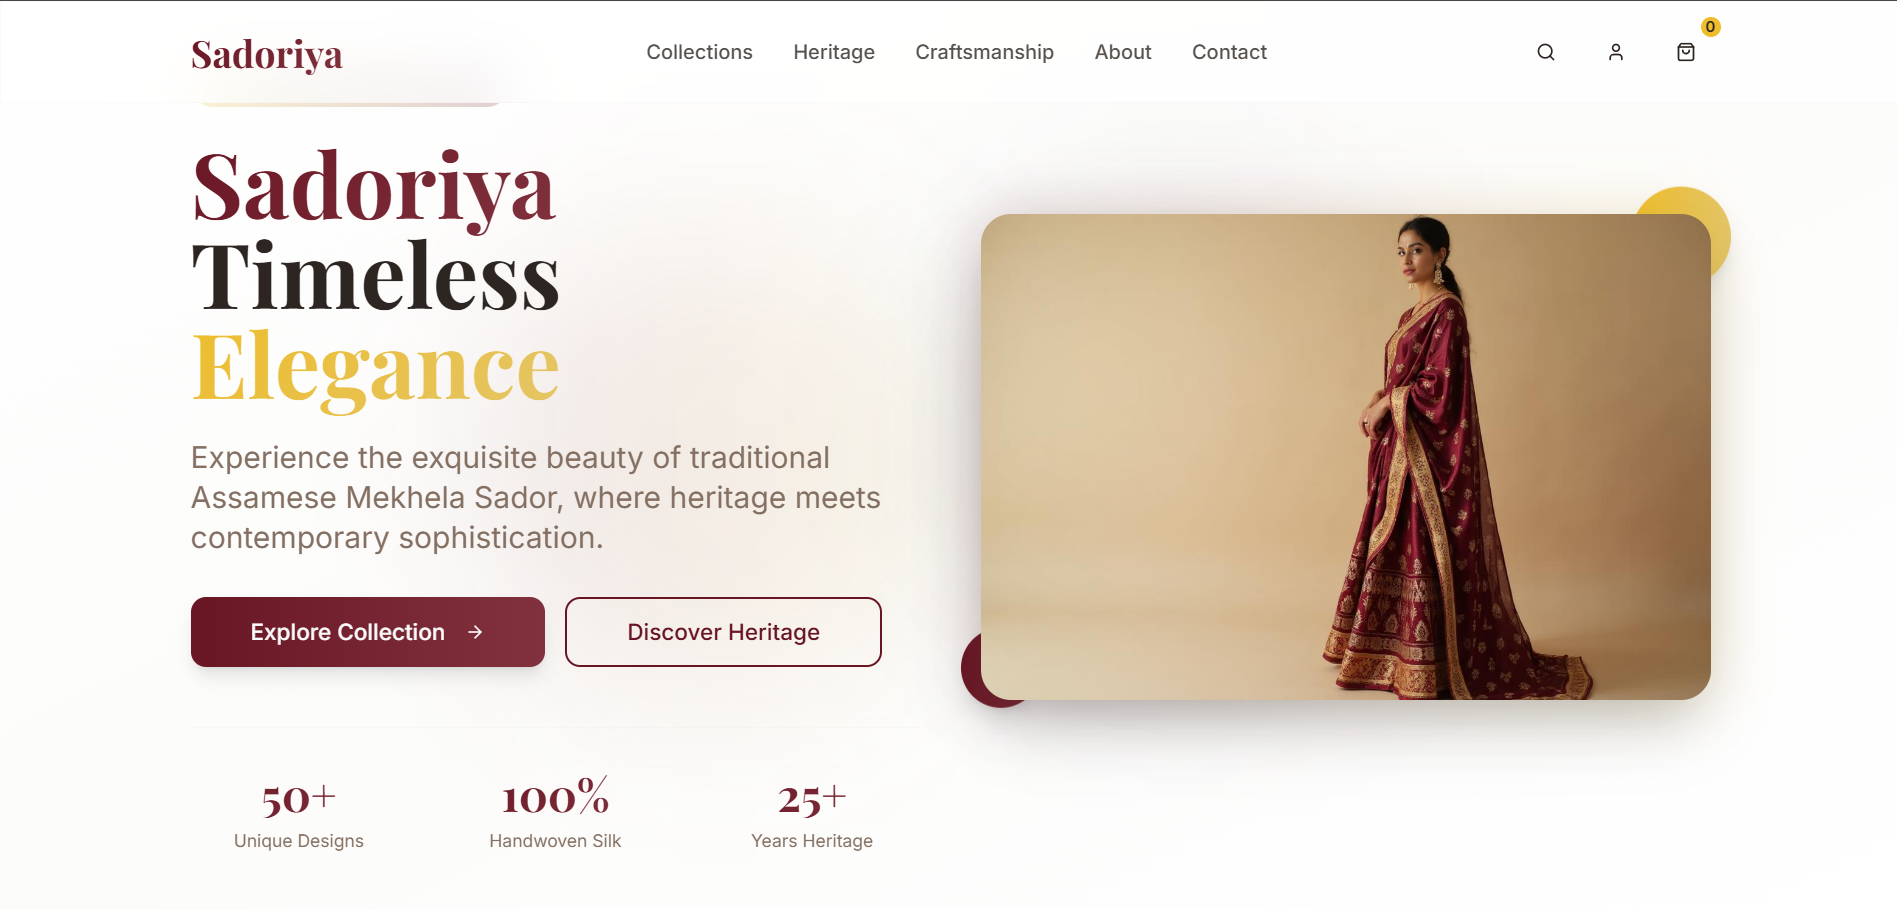 Sadoriya
Collections Heritage Craftsmanship About Contact
0
Sadoriya
Timeless
Elegance
Experience the exquisite beauty of traditional
Assamese Mekhela Sador, where heritage meets
contemporary sophistication.
Explore Collection →
Discover Heritage
50+
Unique Designs
100%
Handwoven Silk
25+
Years Heritage